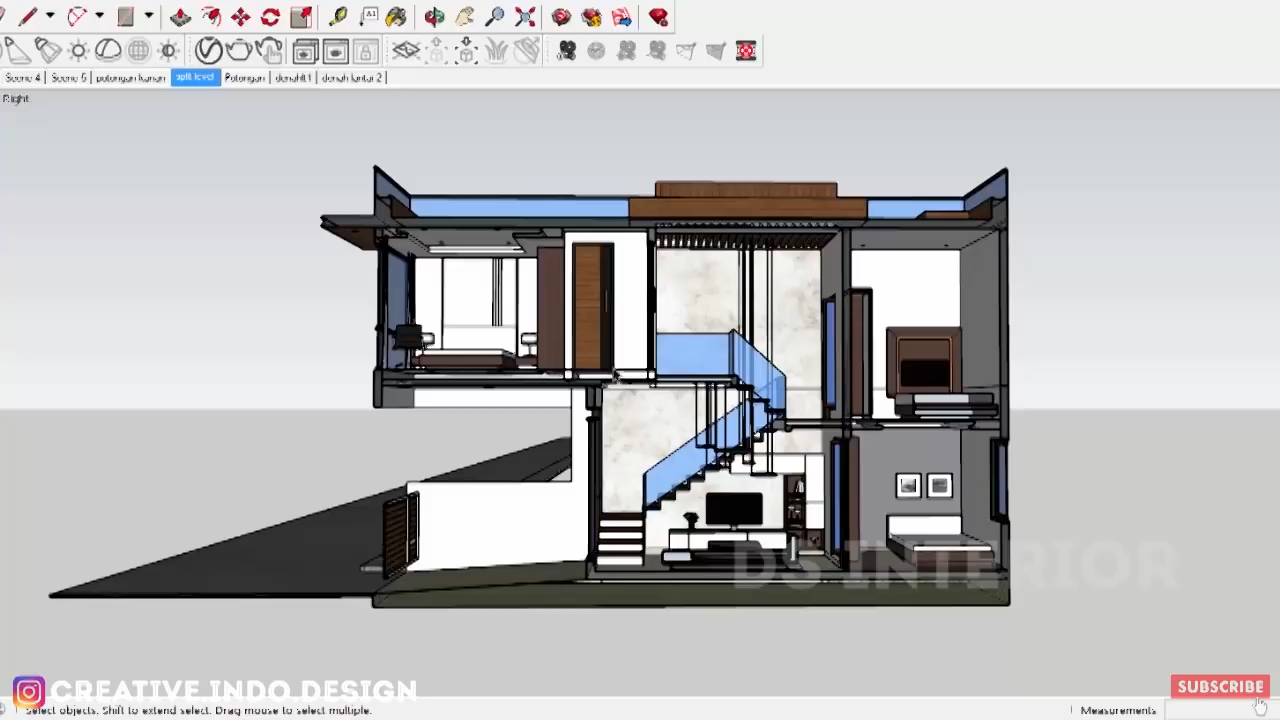 AI
Scene 4 Scene 5 potongan kanan split level Potongan denah lt 1 denah lantai 2
Right
DS INTERIOR
CREATIVE INDO DESIGN
SUBSCRIBE
Select objects. Shift to extend select. Drag mouse to select multiple.
Measurements